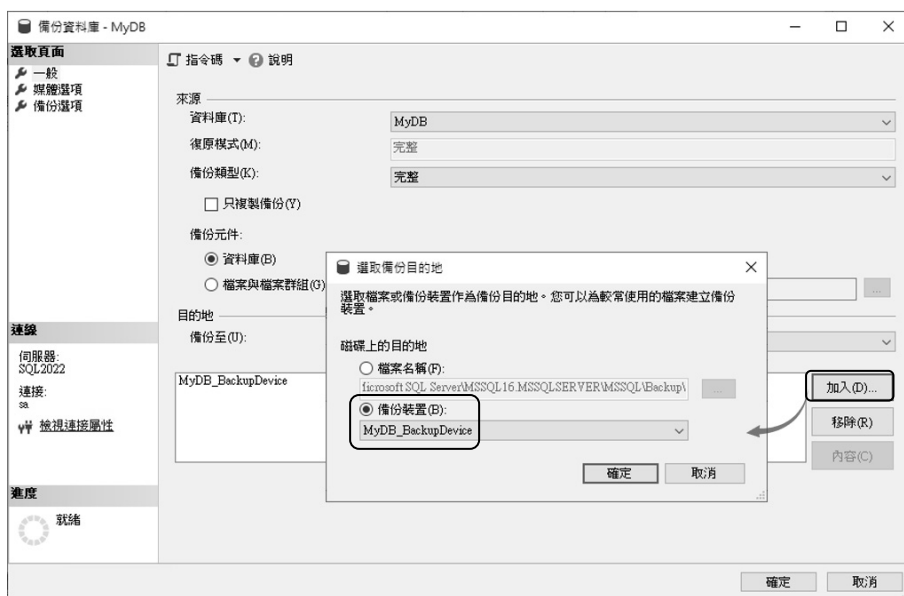 備份資料庫 - MyDB
選取頁面
一般
媒體選項
備份選項
指令碼
說明
來源
資料庫(T):
MyDB
復原模式(M):
完整
備份類型(K):
完整
只複製備份(Y)
備份元件:
資料庫(B)
檔案與檔案群組(G)
...
目的地
備份至(U):
MyDB_BackupDevice
加入(D)...
移除(R)
內容(C)
選取備份目的地
選取檔案或備份裝置作為備份目的地。您可以為較常使用的檔案建立備份
裝置。
磁碟上的目的地
檔案名稱(F):
ficrosoft SQL Server\MSSQL16.MSSQLSERVER\MSSQL\Backup\
...
備份裝置(B):
MyDB_BackupDevice
確定
取消
連線
伺服器:
SQL2022
連接:
sa
檢視連接屬性
進度
就緒
確定
取消